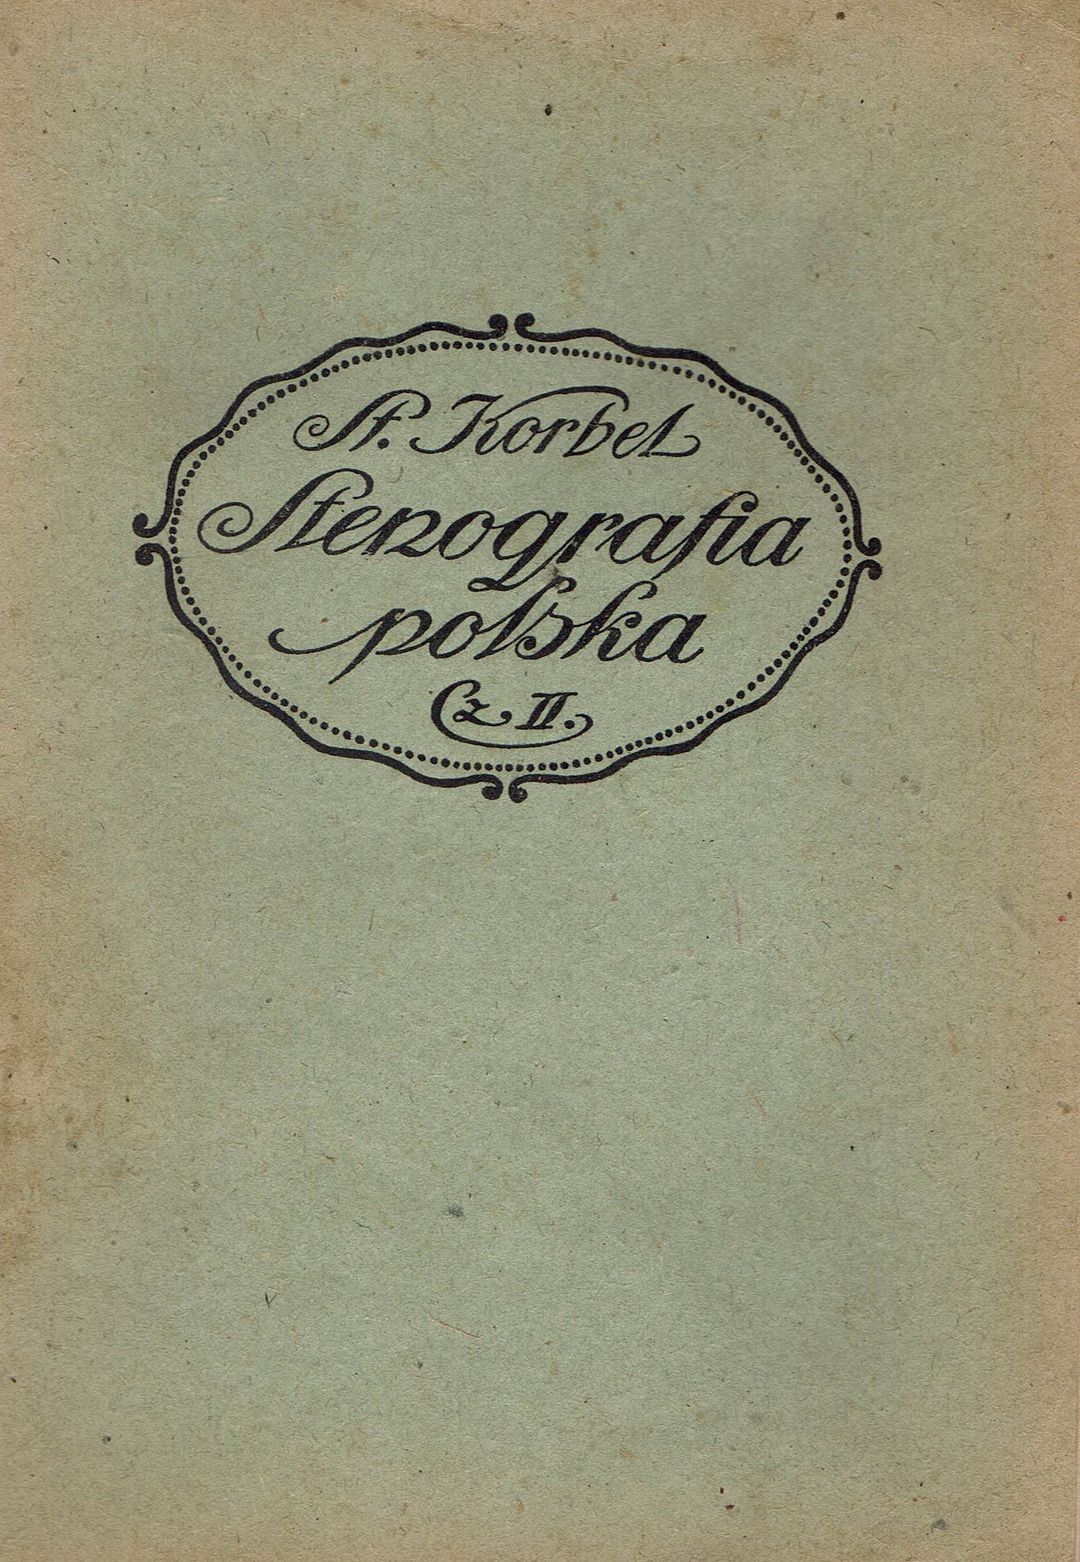 St. Korbel
Stenografia
polska
Cz II.